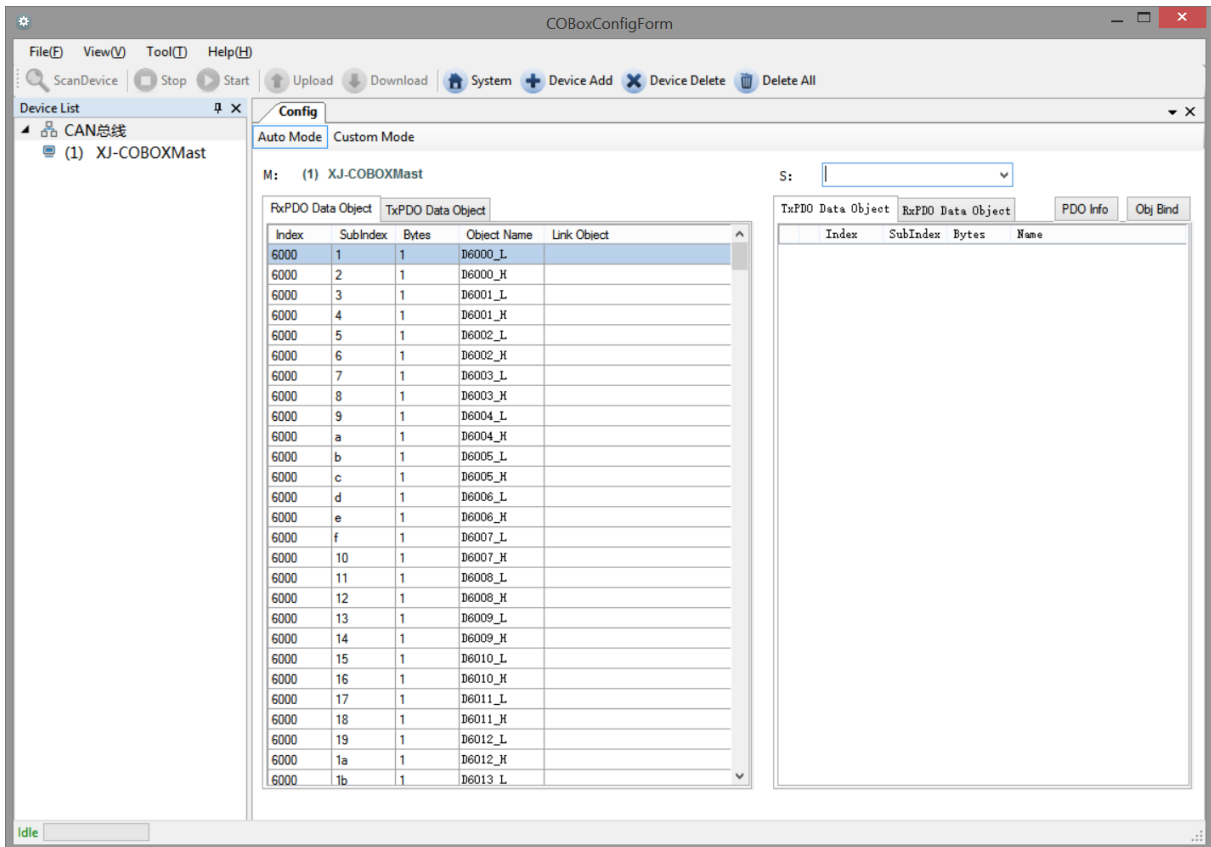 COBoxConfigForm
File(F) View(V) Tool(T) Help(H)
ScanDevice Stop Start Upload Download System Device Add Device Delete Delete All
Device List
CAN总线
(1) XJ-COBOXMast
Config
Auto Mode Custom Mode
M: (1) XJ-COBOXMast
RxPDO Data Object TxPDO Data Object
Index SubIndex Bytes Object Name Link Object
6000 1 1 D6000_L
6000 2 1 D6000_H
6000 3 1 D6001_L
6000 4 1 D6001_H
6000 5 1 D6002_L
6000 6 1 D6002_H
6000 7 1 D6003_L
6000 8 1 D6003_H
6000 9 1 D6004_L
6000 a 1 D6004_H
6000 b 1 D6005_L
6000 c 1 D6005_H
6000 d 1 D6006_L
6000 e 1 D6006_H
6000 f 1 D6007_L
6000 10 1 D6007_H
6000 11 1 D6008_L
6000 12 1 D6008_H
6000 13 1 D6009_L
6000 14 1 D6009_H
6000 15 1 D6010_L
6000 16 1 D6010_H
6000 17 1 D6011_L
6000 18 1 D6011_H
6000 19 1 D6012_L
6000 1a 1 D6012_H
6000 1b 1 D6013_L
S:
TxPDO Data Object RxPDO Data Object PDO Info Obj Bind
Index SubIndex Bytes Name
Idle